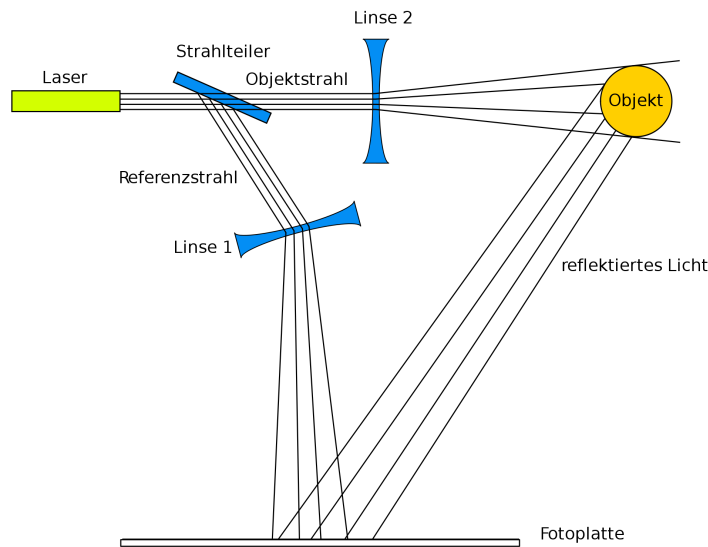 Linse 2
Strahlteiler
Laser
Objektstrahl
Objekt
Referenzstrahl
Linse 1
reflektiertes Licht
Fotoplatte